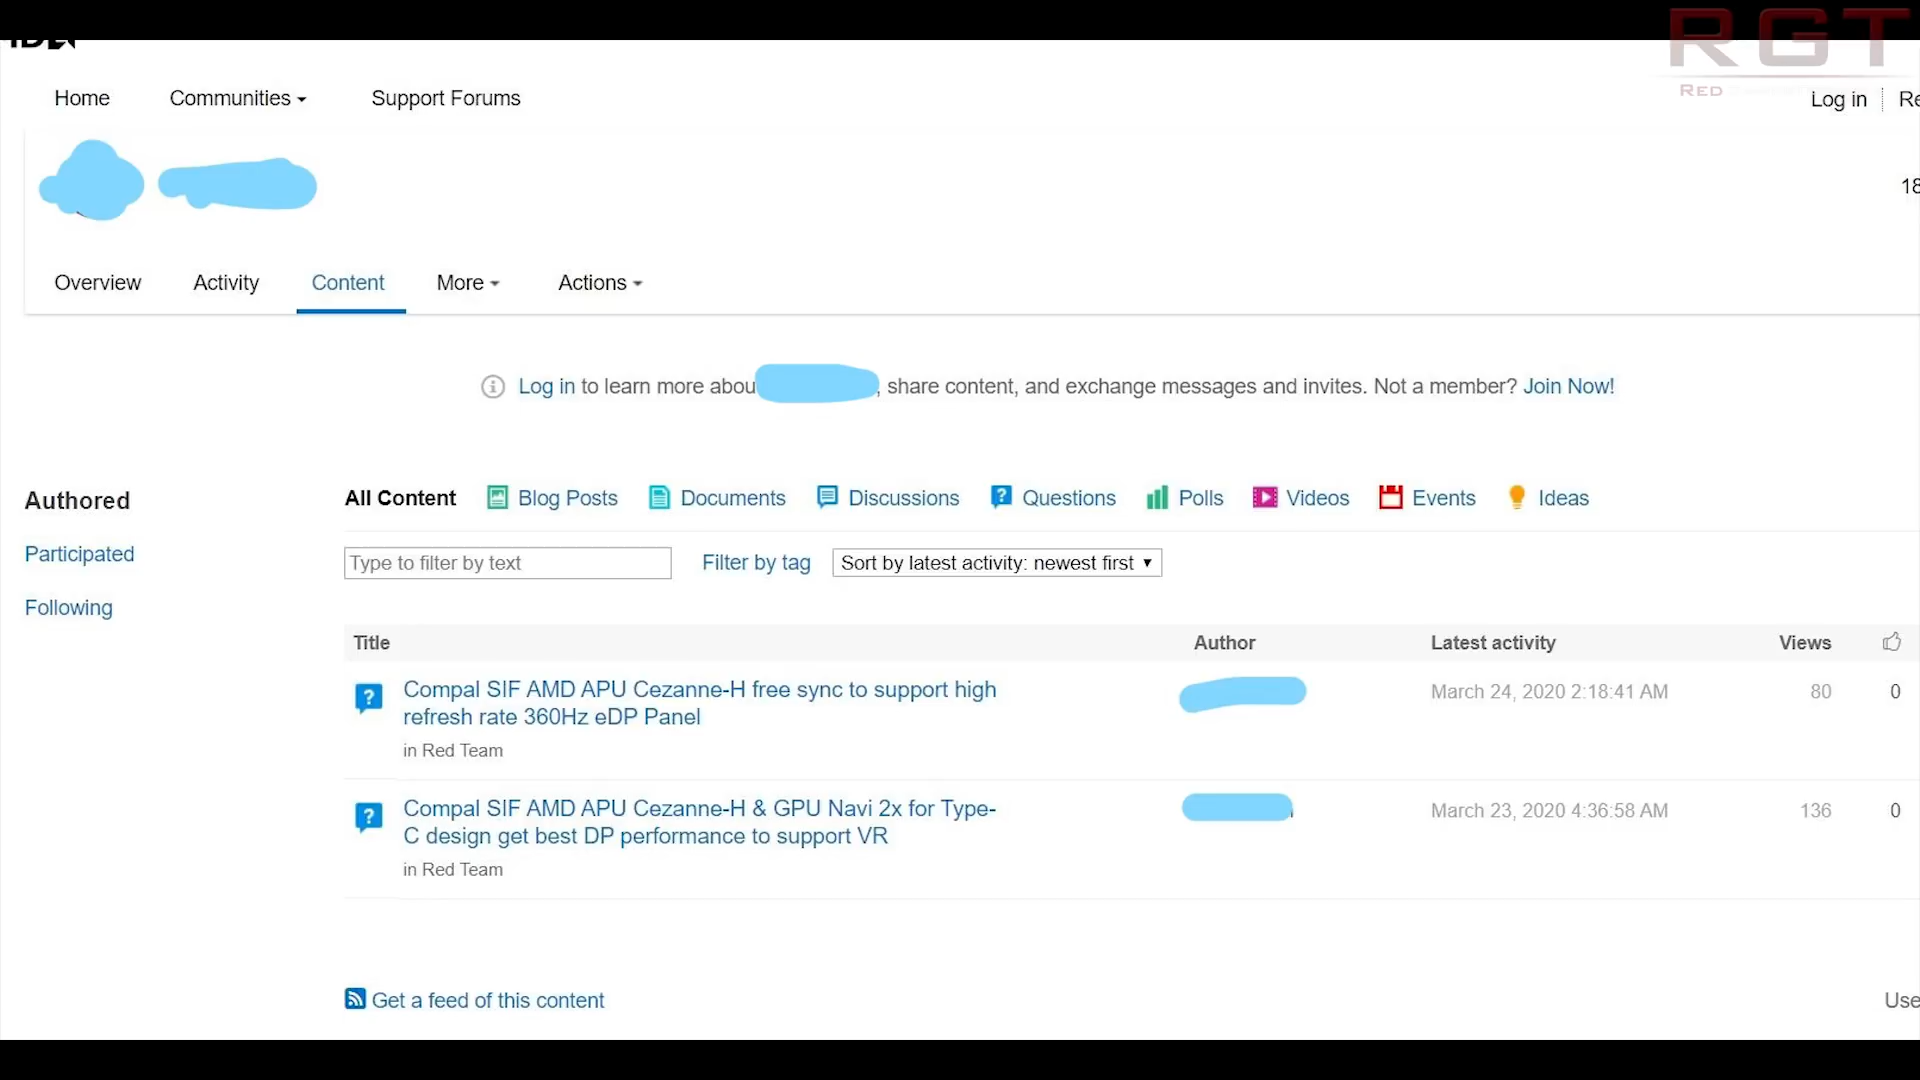 RGT
RED
Home Communities Support Forums Log in
18
Overview Activity Content More Actions
Log in to learn more abou , share content, and exchange messages and invites. Not a member? Join Now!
Authored
Participated
Following
All Content Blog Posts Documents Discussions Questions Polls Videos Events Ideas
Type to filter by text Filter by tag Sort by latest activity: newest first
Title Author Latest activity Views
Compal SIF AMD APU Cezanne-H free sync to support high March 24, 2020 2:18:41 AM 80 0
refresh rate 360Hz eDP Panel
in Red Team
Compal SIF AMD APU Cezanne-H & GPU Navi 2x for Type- March 23, 2020 4:36:58 AM 136 0
C design get best DP performance to support VR
in Red Team
Get a feed of this content Use